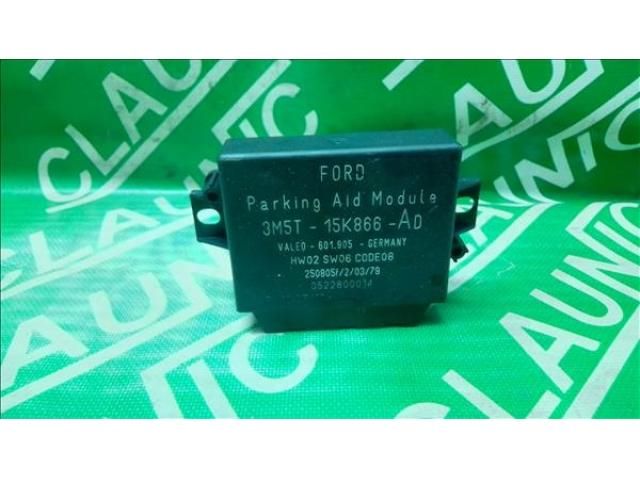 FORD
Parking Aid Module
3M5T - 15K866 - AD
VALEO - 601.905 - GERMANY
HW02 SW06 CODE08
250805f/2/03/79
CLAUNIC
CLAUNIC
CLAUNIC